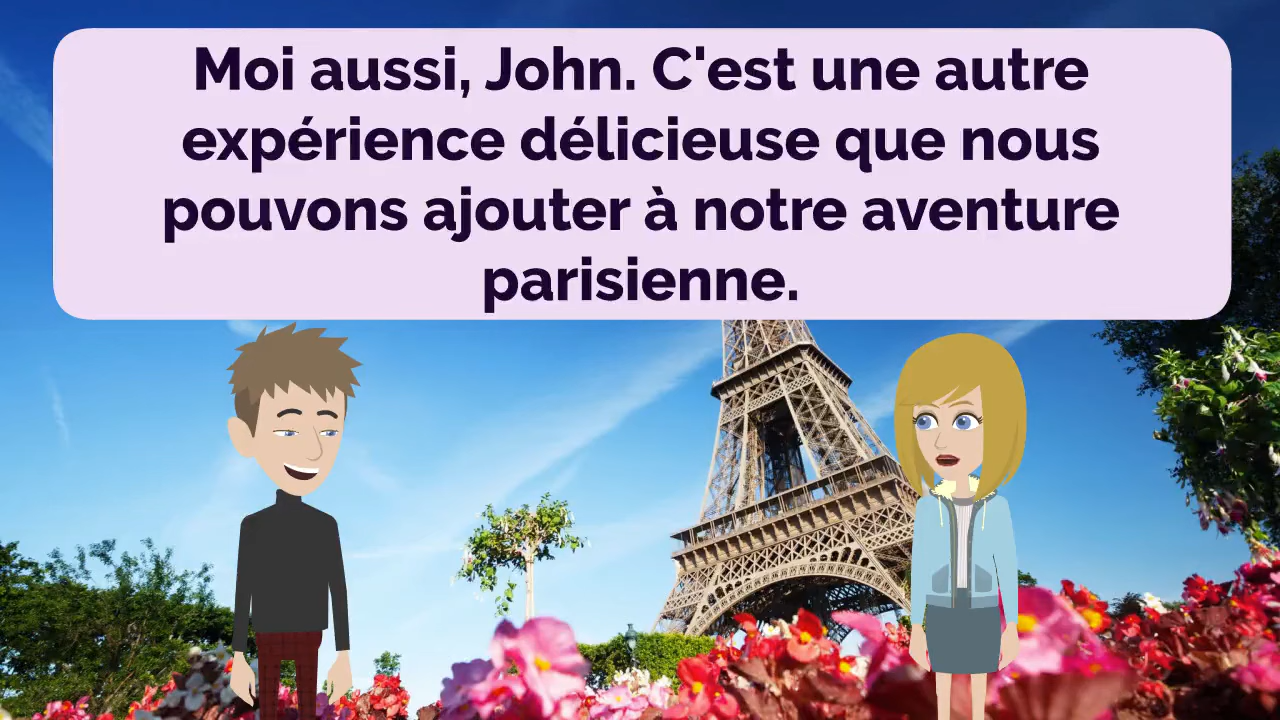 Moi aussi, John. C'est une autre
expérience délicieuse que nous
pouvons ajouter à notre aventure
parisienne.